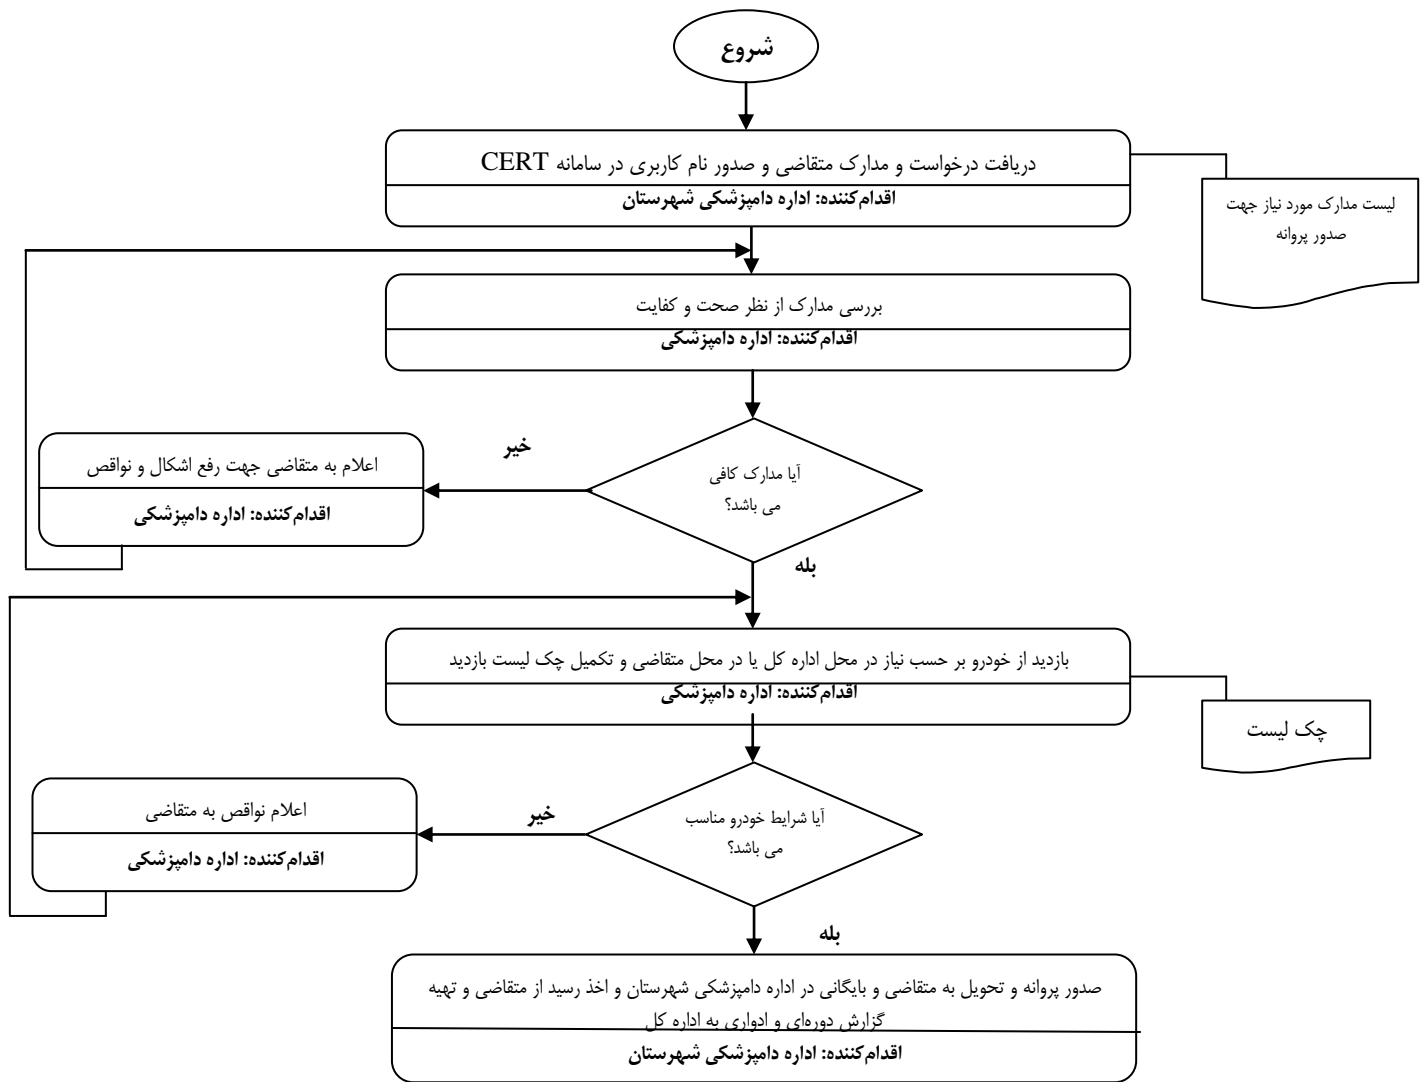 شروع
دریافت درخواست و مدارک متقاضی و صدور نام کاربری در سامانه CERT
اقدام‌کننده: اداره دامپزشکی شهرستان
لیست مدارک مورد نیاز جهت
صدور پروانه
بررسی مدارک از نظر صحت و کفایت
اقدام‌کننده: اداره دامپزشکی
آیا مدارک کافی
می باشد؟
خیر
اعلام به متقاضی جهت رفع اشکال و نواقص
اقدام‌کننده: اداره دامپزشکی
بله
بازدید از خودرو بر حسب نیاز در محل اداره کل یا در محل متقاضی و تکمیل چک لیست بازدید
اقدام‌کننده: اداره دامپزشکی
چک لیست
آیا شرایط خودرو مناسب
می باشد؟
خیر
اعلام نواقص به متقاضی
اقدام‌کننده: اداره دامپزشکی
بله
صدور پروانه و تحویل به متقاضی و بایگانی در اداره دامپزشکی شهرستان و اخذ رسید از متقاضی و تهیه
گزارش دوره‌ای و ادواری به اداره کل
اقدام‌کننده: اداره دامپزشکی شهرستان